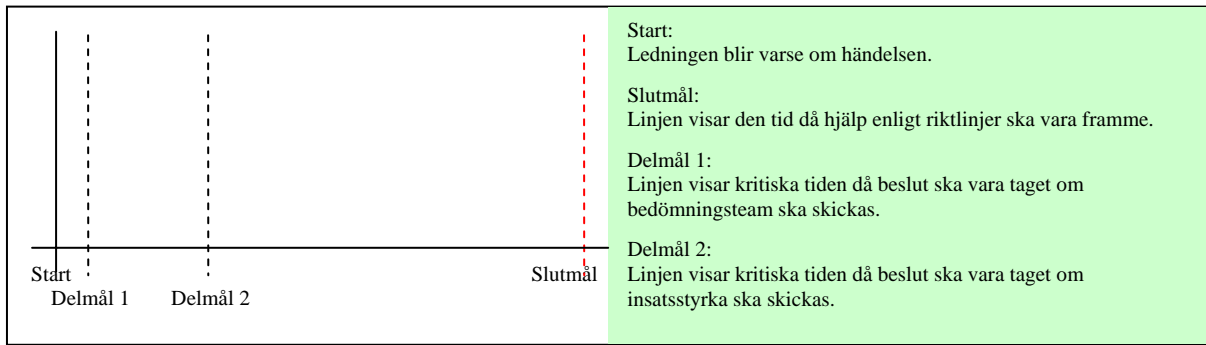 Start
Delmål 1
Delmål 2
Slutmål
Start:
Ledningen blir varse om händelsen.
Slutmål:
Linjen visar den tid då hjälp enligt riktlinjer ska vara framme.
Delmål 1:
Linjen visar kritiska tiden då beslut ska vara taget om
bedömningsteam ska skickas.
Delmål 2:
Linjen visar kritiska tiden då beslut ska vara taget om
insatsstyrka ska skickas.